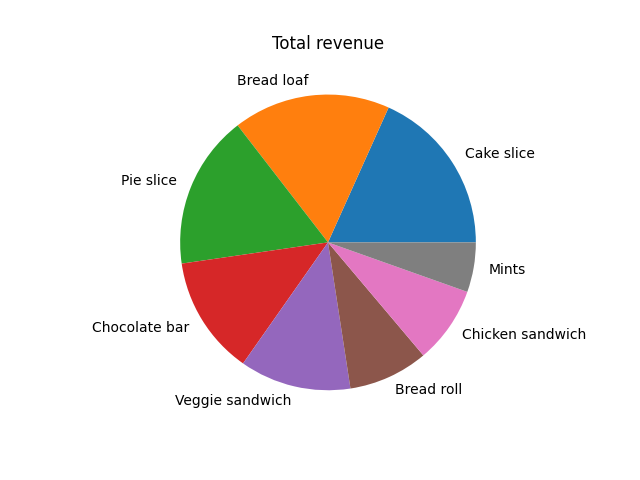 Total revenue
Bread loaf
Cake slice
Pie slice
Mints
Chocolate bar
Chicken sandwich
Bread roll
Veggie sandwich